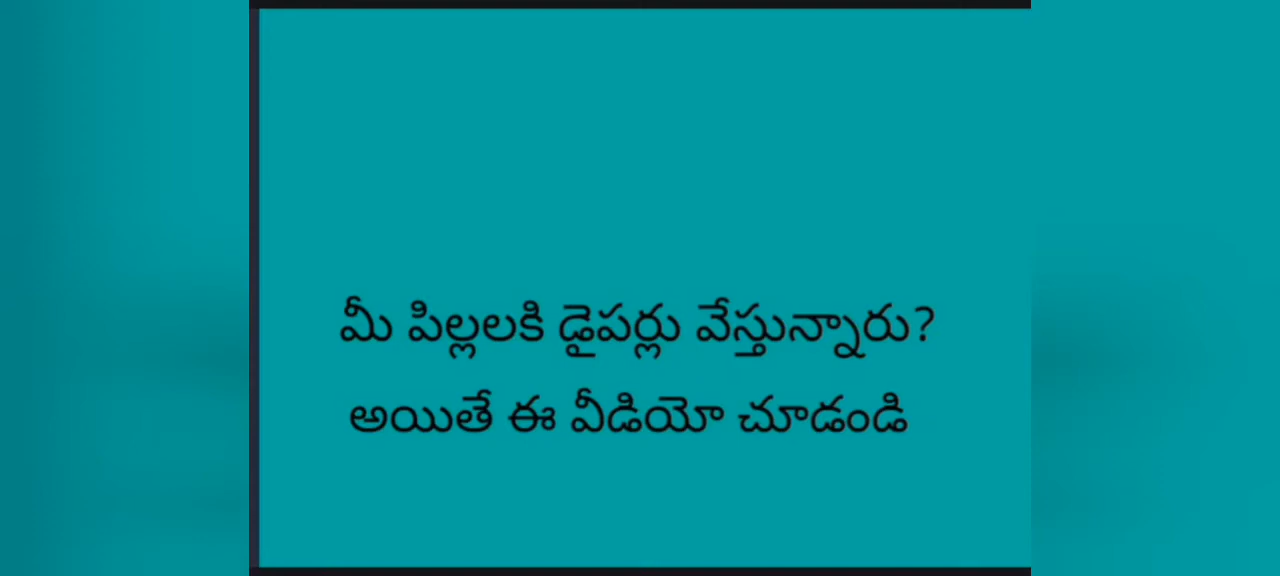 మీ పిల్లలకి డైపర్లు వేస్తున్నారు?
అయితే ఈ వీడియో చూడండి